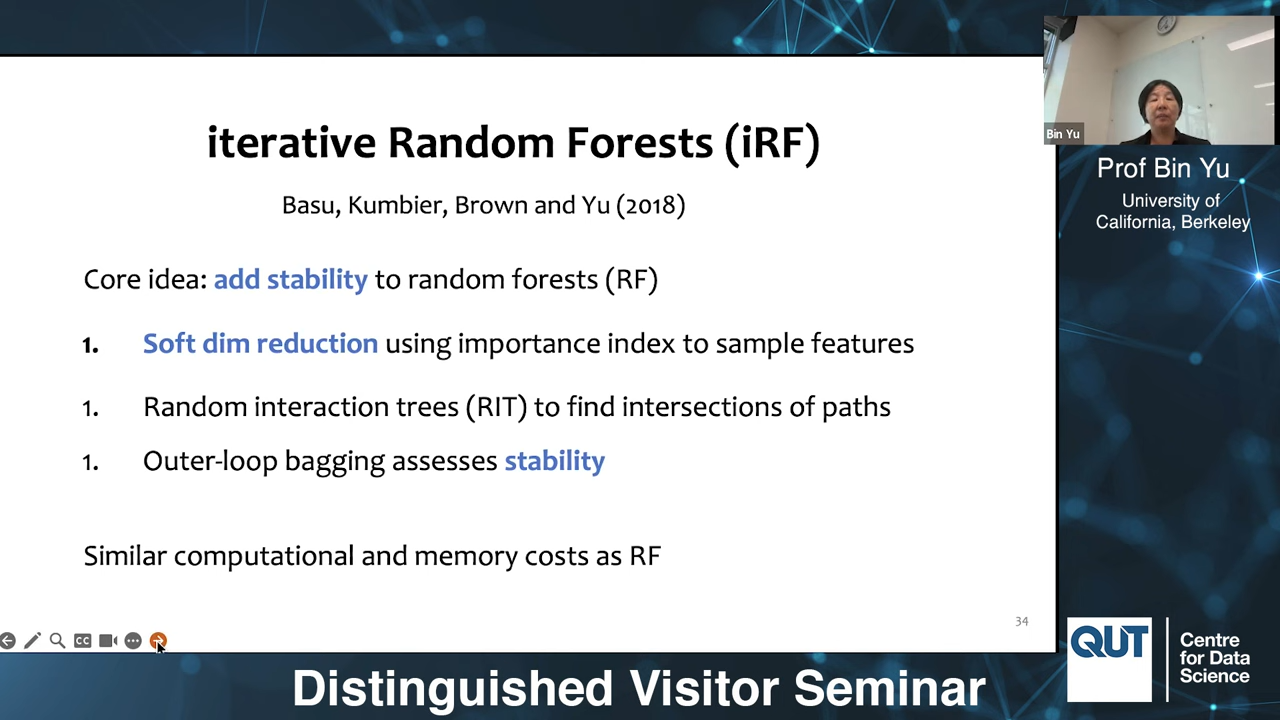 iterative Random Forests (iRF)
Basu, Kumbier, Brown and Yu (2018)
Core idea: add stability to random forests (RF)
1. Soft dim reduction using importance index to sample features
1. Random interaction trees (RIT) to find intersections of paths
1. Outer-loop bagging assesses stability
Similar computational and memory costs as RF
34
CC
Bin Yu
Prof Bin Yu
University of
California, Berkeley
QUT
Centre
for Data
Science
Distinguished Visitor Seminar